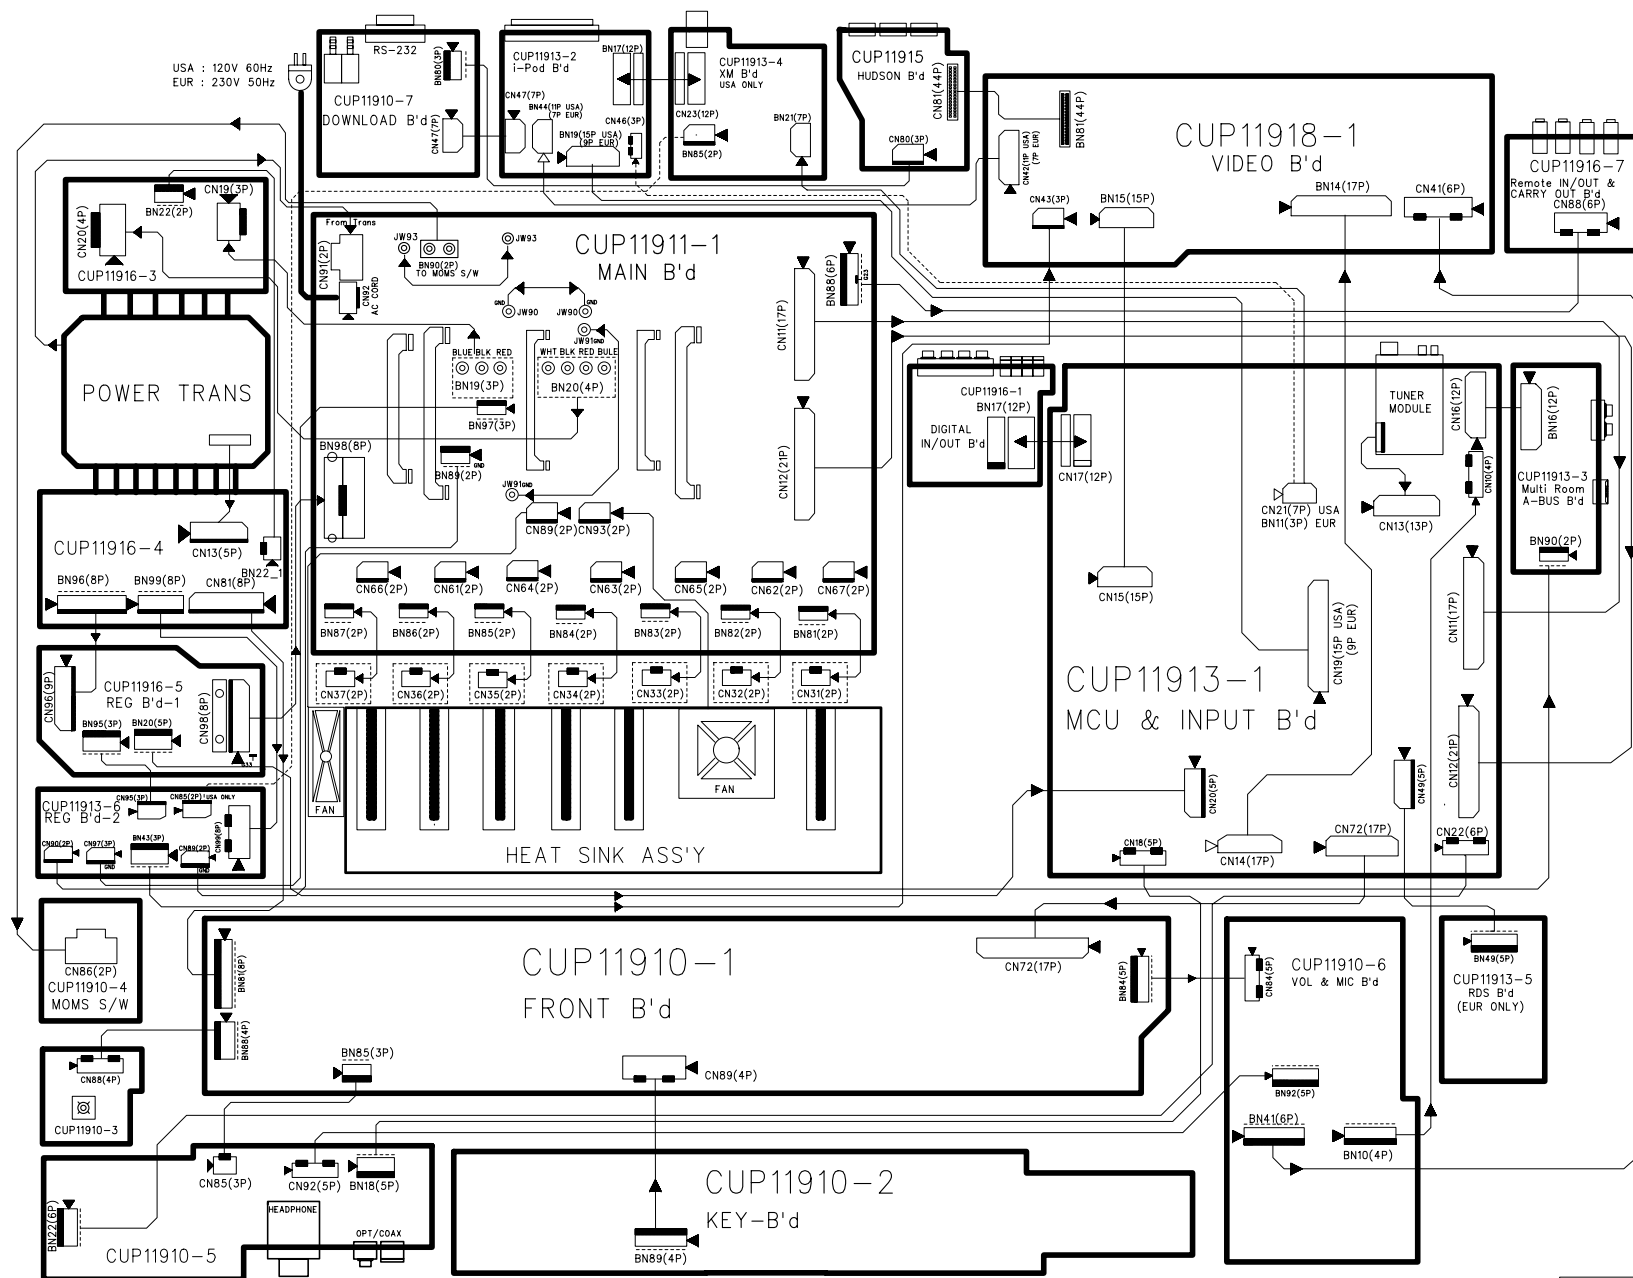 USA : 120V 60Hz
EUR : 230V 50Hz
RS-232
BN80(3P)
CUP11910-7
DOWNLOAD B'd
CN47(7P)
CUP11913-2
i-Pod B'd
BN17(12P)
CN47(7P)
BN44(11P USA)
(7P EUR)
BN19(15P USA)
(9P EUR)
CN46(3P)
CUP11913-4
XM B'd
USA ONLY
CN23(12P)
BN85(2P)
BN21(7P)
CUP11915
HUDSON B'd
CN81(44P)
CN80(3P)
CUP11918-1
VIDEO B'd
BN81(44P)
CN42(11P USA)
(7P EUR)
CN43(3P)
BN15(15P)
BN14(17P)
CN41(6P)
CUP11916-7
Remote IN/OUT &
CARRY OUT B'd
CN88(6P)
CN19(3P)
BN22(2P)
CN20(4P)
CUP11916-3
POWER TRANS
CUP11911-1
MAIN B'd
From Trans
CN91(2P)
CN92
AC CORD
JW93
BN90(2P)
TO MOMS S/W
JW93
GND
JW90
GND
JW90
JW91GND
BLUE BLK RED
BN19(3P)
BN97(3P)
WHT BLK RED BULE
BN20(4P)
BN88(6P)
G23
CN11(17P)
CN12(21P)
BN98(8P)
BN89(2P)
GND
JW91GND
CN89(2P)
CN93(2P)
CN66(2P)
CN61(2P)
CN64(2P)
CN63(2P)
CN65(2P)
CN62(2P)
CN67(2P)
BN87(2P)
BN86(2P)
BN85(2P)
BN84(2P)
BN83(2P)
BN82(2P)
BN81(2P)
CN37(2P)
CN36(2P)
CN35(2P)
CN34(2P)
CN33(2P)
CN32(2P)
CN31(2P)
FAN
FAN
HEAT SINK ASS'Y
CUP11916-1
BN17(12P)
DIGITAL
IN/OUT B'd
CN17(12P)
TUNER
MODULE
CN16(12P)
CN10(4P)
CN21(7P) USA
BN11(3P) EUR
CN13(13P)
CN15(15P)
CN19(15P USA)
(9P EUR)
CN11(17P)
CN12(21P)
CUP11913-1
MCU & INPUT B'd
CN20(5P)
CN49(5P)
CN18(5P)
CN14(17P)
CN72(17P)
CN22(6P)
BN16(12P)
CUP11913-3
Multi Room
A-BUS B'd
BN90(2P)
CUP11916-4
CN13(5P)
BN22_1
BN96(8P)
BN99(8P)
CN81(8P)
CN96(9P)
CUP11916-5
REG B'd-1
BN95(3P)
BN20(5P)
CN98(8P)
G33
CUP11913-6
REG B'd-2
CN95(3P)
CN85(2P)'USA ONLY
CN90(2P)
CN97(3P)
GND
BN43(3P)
CN89(2P)
GND
CN99(8P)
CN86(2P)
CUP11910-4
MOMS S/W
CN88(4P)
CUP11910-3
CUP11910-1
FRONT B'd
BN81(8P)
BN88(4P)
BN85(3P)
CN89(4P)
CN72(17P)
BN84(5P)
CN84(5P)
CUP11910-6
VOL & MIC B'd
BN92(5P)
BN41(6P)
BN10(4P)
BN49(5P)
CUP11913-5
RDS B'd
(EUR ONLY)
BN22(6P)
CN85(3P)
CN92(5P)
BN18(5P)
HEADPHONE
OPT/COAX
CUP11910-5
CUP11910-2
KEY-B'd
BN89(4P)